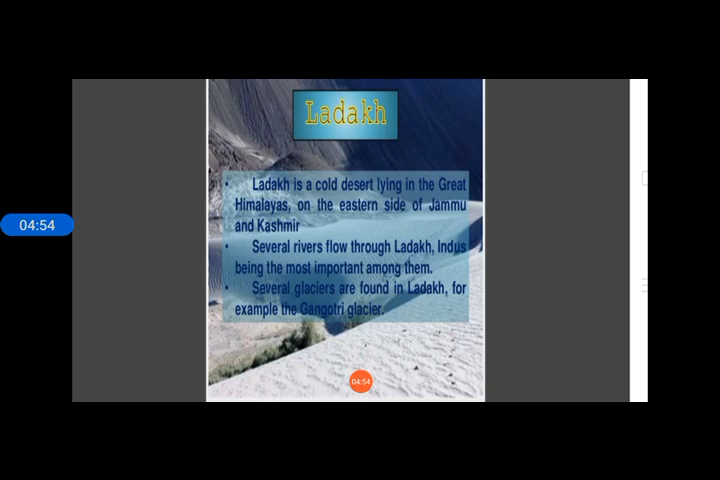 Ladakh
• Ladakh is a cold desert lying in the Great
Himalayas, on the eastern side of Jammu
and Kashmir
• Several rivers flow through Ladakh, Indus
being the most important among them.
• Several glaciers are found in Ladakh, for
example the Gangotri glacier.
04:54
04:54